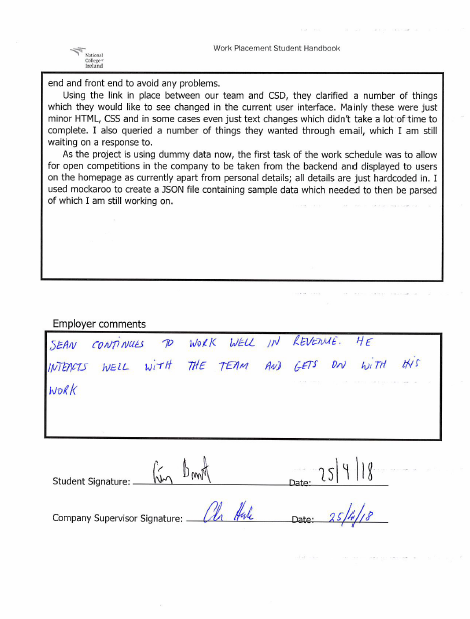 Work Placement Student Handbook
National
College of
Ireland
end and front end to avoid any problems.
Using the link in place between our team and CSD, they clarified a number of things
which they would like to see changed in the current user interface. Mainly these were just
minor HTML, CSS and in some cases even just text changes which didn't take a lot of time to
complete. I also queried a number of things they wanted through email, which I am still
waiting on a response to.
As the project is using dummy data now, the first task of the work schedule was to allow
for open competitions in the company to be taken from the backend and displayed to users
on the homepage as currently apart from personal details; all details are just hardcoded in. I
used mockaroo to create a JSON file containing sample data which needed to then be parsed
of which I am still working on.
Employer comments
SEAN CONTINUES TO WORK WELL IN REVENUE. HE
INTERACTS WELL WITH THE TEAM AND GETS ON WITH HIS
WORK
Student Signature: Date: 25/4/18
Company Supervisor Signature: Date: 25/4/18